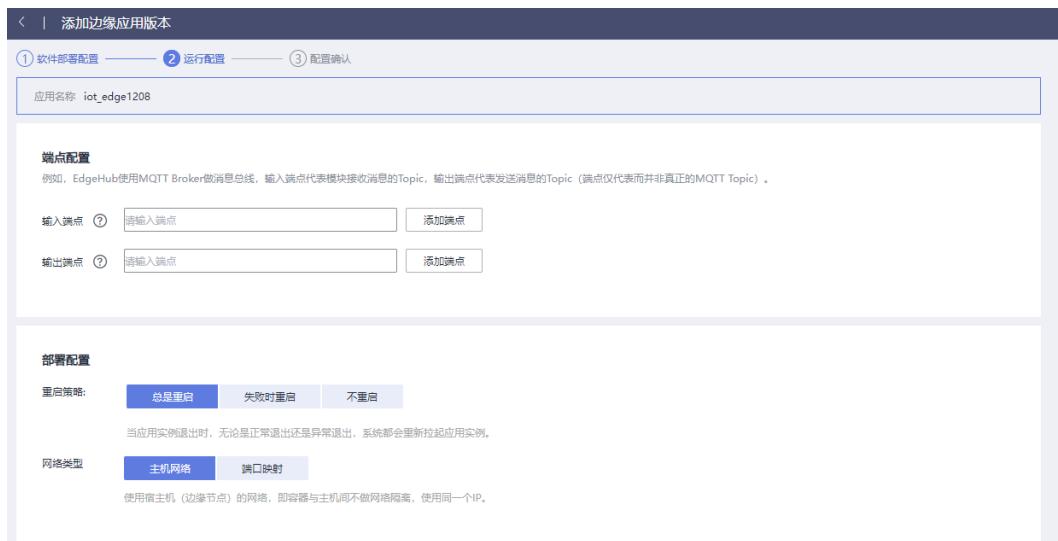 < | 添加边缘应用版本
1 软件部署配置 2 运行配置 3 配置确认
应用名称 iot_edge1208
端点配置
例如，EdgeHub使用MQTT Broker做消息总线，输入端点代表模块接收消息的Topic，输出端点代表发送消息的Topic（端点仅代表而并非真正的MQTT Topic）。
输入端点 ? 请输入端点 添加端点
输出端点 ? 请输入端点 添加端点
部署配置
重启策略: 总是重启 失败时重启 不重启
当应用实例退出时，无论是正常退出还是异常退出，系统都会重新拉起应用实例。
网络类型 主机网络 端口映射
使用宿主机（边缘节点）的网络，即容器与主机间不做网络隔离，使用同一个IP。